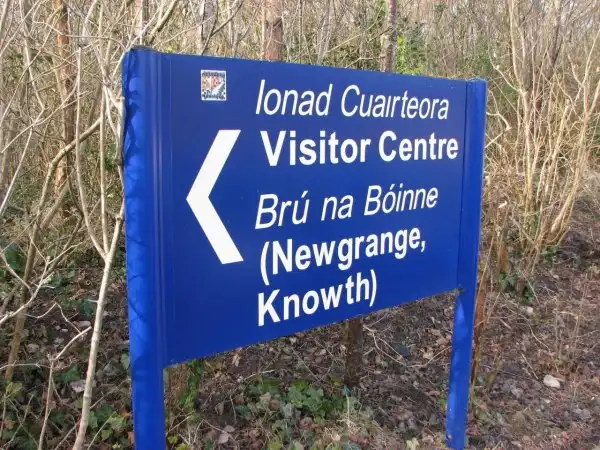 Ionad Cuairteora
Visitor Centre
Brú na Bóinne
(Newgrange,
Knowth)